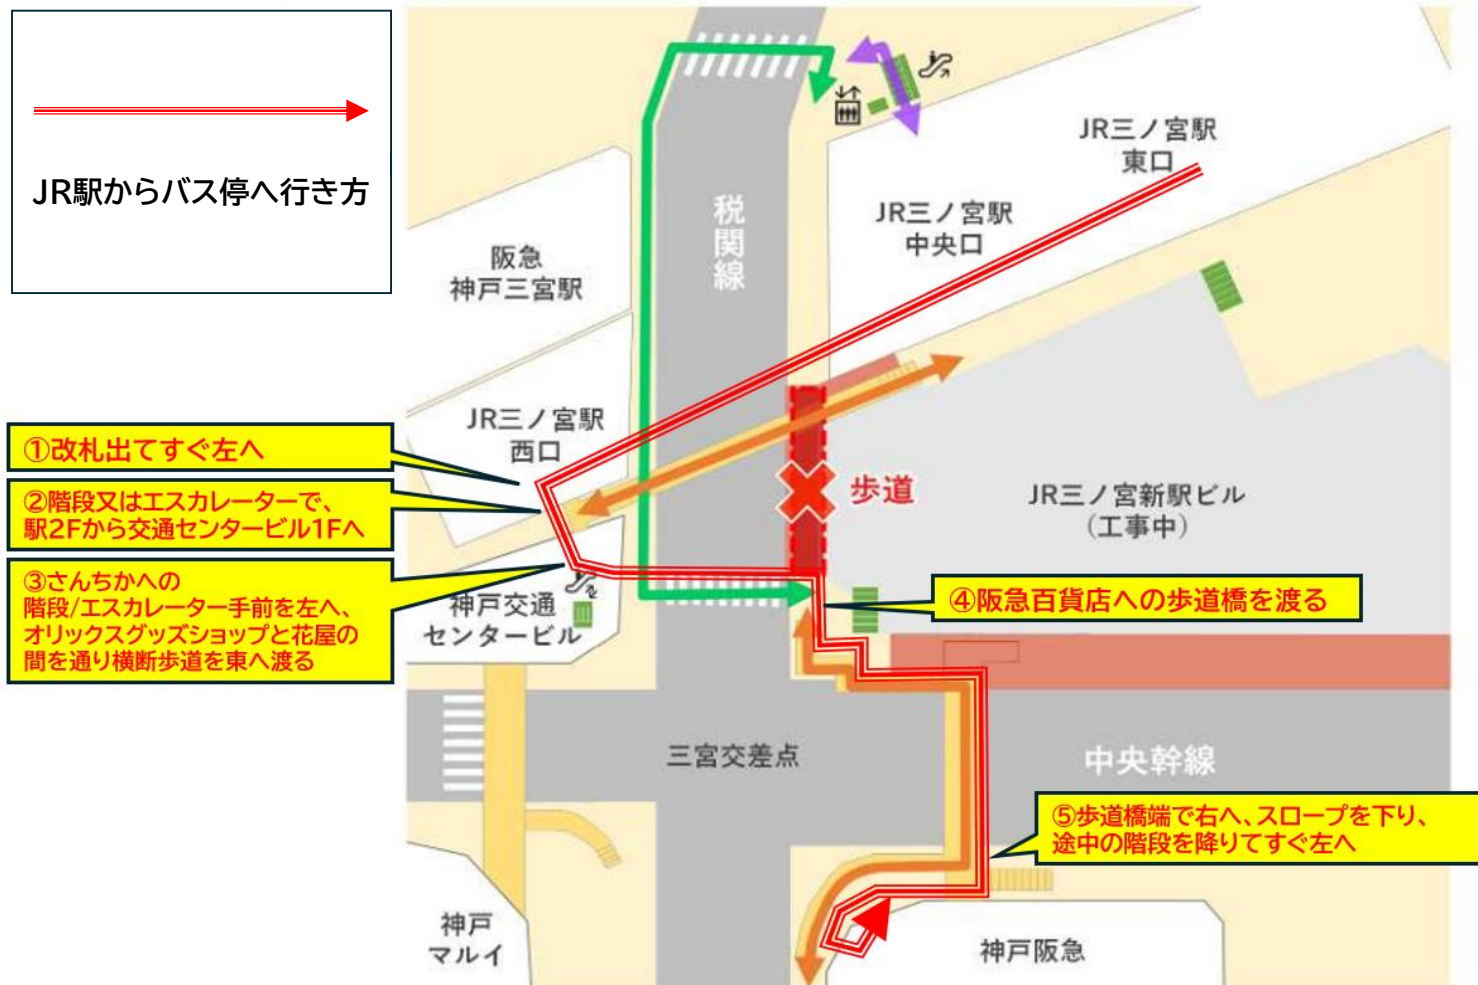 JR駅からバス停へ行き方
JR三ノ宮駅
東口
JR三ノ宮駅
中央口
税関線
阪急
神戸三宮駅
JR三ノ宮駅
西口
①改札出てすぐ左へ
②階段又はエスカレーターで、
駅2Fから交通センタービル1Fへ
歩道
JR三ノ宮新駅ビル
(工事中)
③さんちかへの
階段/エスカレーター手前を左へ、
オリックスグッズショップと花屋の
間を通り横断歩道を東へ渡る
神戸交通
センタービル
④阪急百貨店への歩道橋を渡る
三宮交差点
中央幹線
⑤歩道橋端で右へ、スロープを下り、
途中の階段を降りてすぐ左へ
神戸
マルイ
神戸阪急